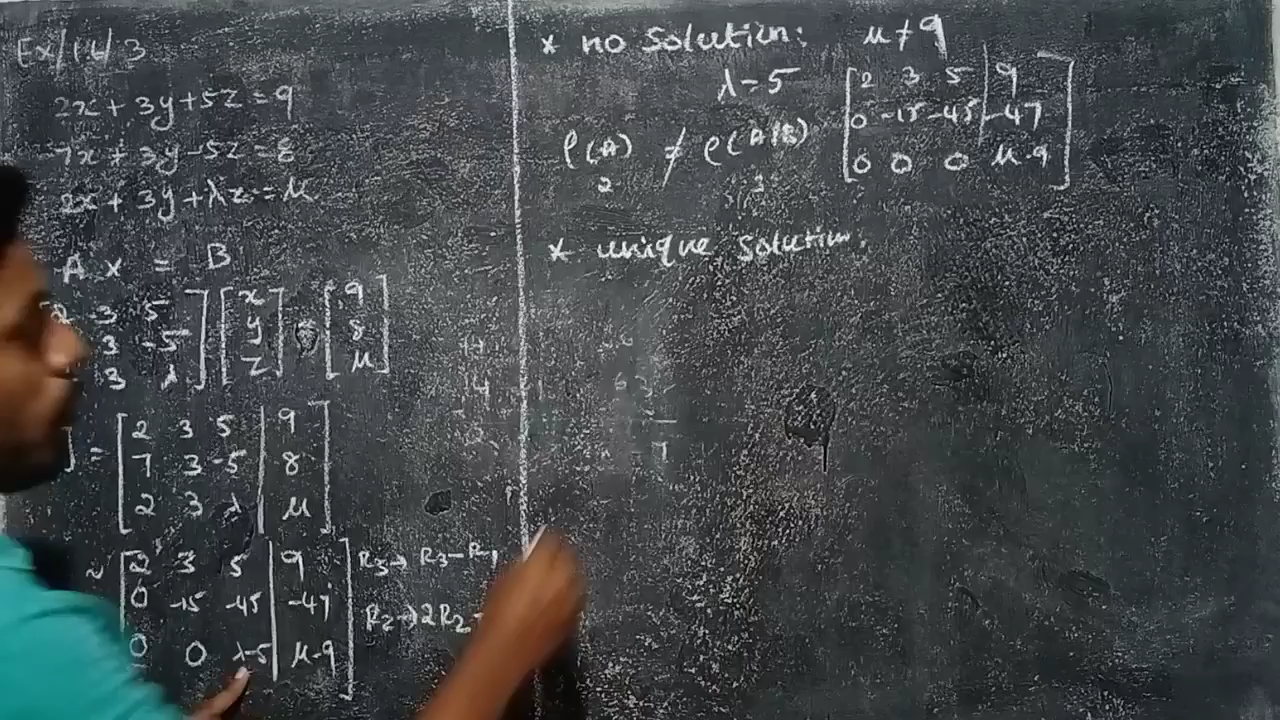 Ex/1.4/3
2x + 3y + 5z = 9
7x + 3y - 5z = 8
2x + 3y + λz = μ
A x = B
2 3 5 x 9
3 -5 y = 8
3 λ z μ
] = 2 3 5 | 9
7 3 -5 | 8
2 3 λ | μ
~ 2 3 5 | 9 R₃→ R₃-R₁
0 -15 -45 | -47 R₂→2R₂-
0 0 λ-5 | μ-9
* no Solution: μ≠9
λ=5 2 3 5 | 9
0 -15 -45 | -47
0 0 0 μ-9
ρ(A) ≠ ρ(A|B)
2 3
* unique Solution: